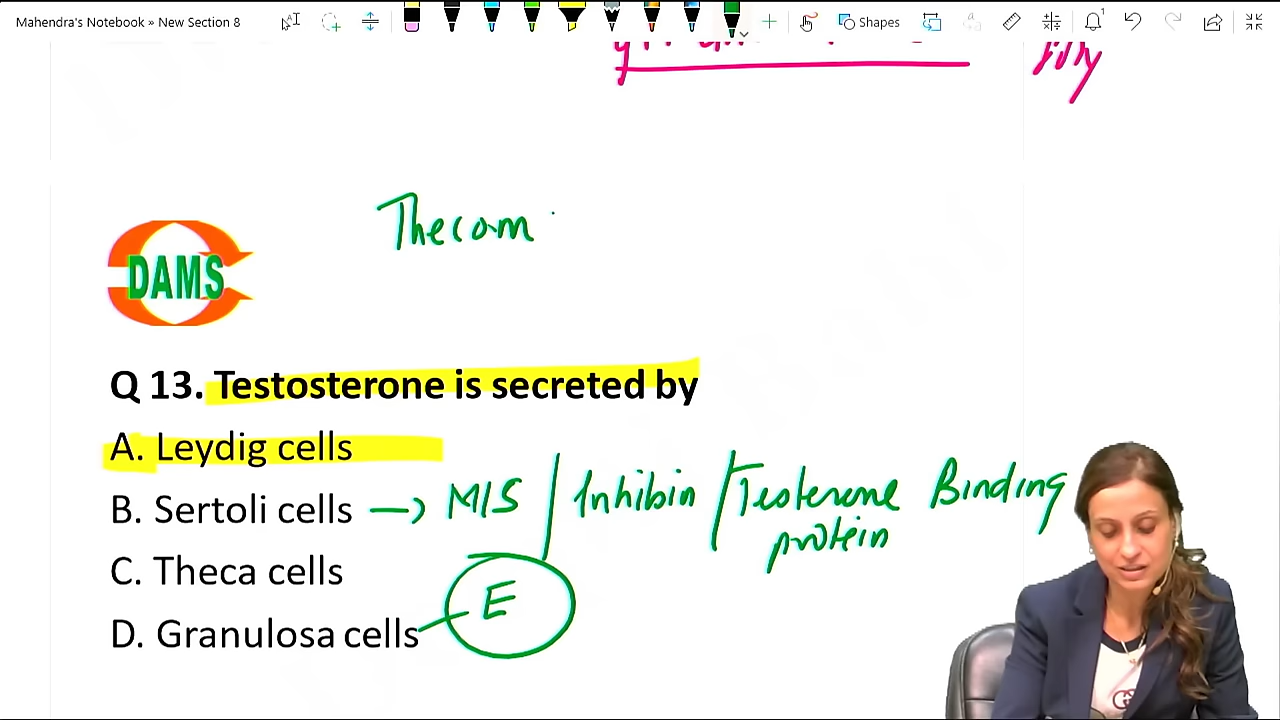 Mahendra's Notebook » New Section 8
Shapes
Thecom
DAMS
Q 13. Testosterone is secreted by
A. Leydig cells
B. Sertoli cells → MIS / Inhibin / Testerone Binding
protein
C. Theca cells
E
D. Granulosa cells